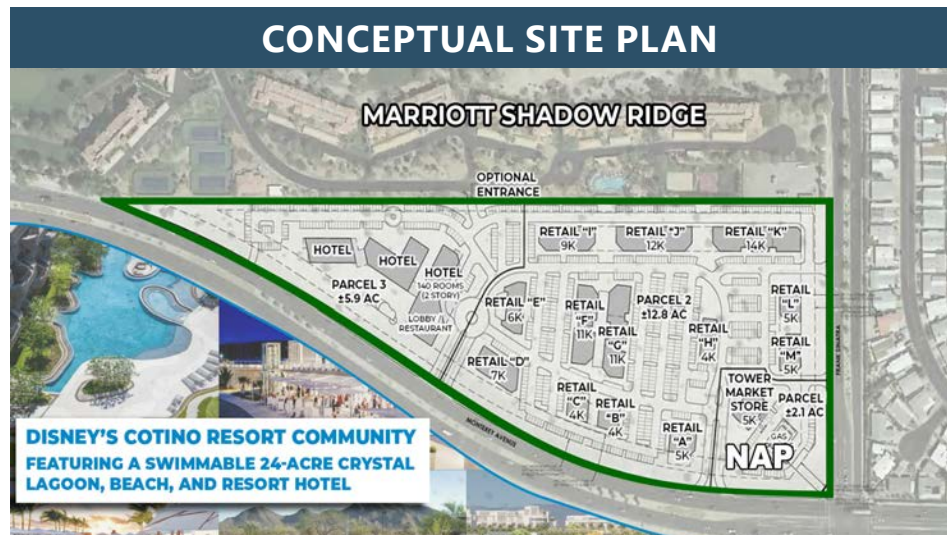 CONCEPTUAL SITE PLAN
MARRIOTT SHADOW RIDGE
OPTIONAL
ENTRANCE
RETAIL "I"
9K
RETAIL "J"
12K
RETAIL "K"
14K
HOTEL
HOTEL
HOTEL
140 ROOMS
(2 STORY)
PARCEL 3
±5.9 AC
LOBBY /
RESTAURANT
RETAIL "E"
6K
RETAIL
"F"
11K
RETAIL
"G"
11K
PARCEL 2
±12.8 AC
RETAIL
"H"
4K
RETAIL
"L"
5K
RETAIL
"M"
5K
FRANK SINATRA
RETAIL "D"
7K
RETAIL
"C"
4K
RETAIL
"B"
4K
RETAIL
"A"
5K
TOWER
MARKET
STORE
5K
PARCEL
±2.1 AC
GAS
NAP
MONTEREY AVENUE
DISNEY'S COTINO RESORT COMMUNITY
FEATURING A SWIMMABLE 24-ACRE CRYSTAL
LAGOON, BEACH, AND RESORT HOTEL